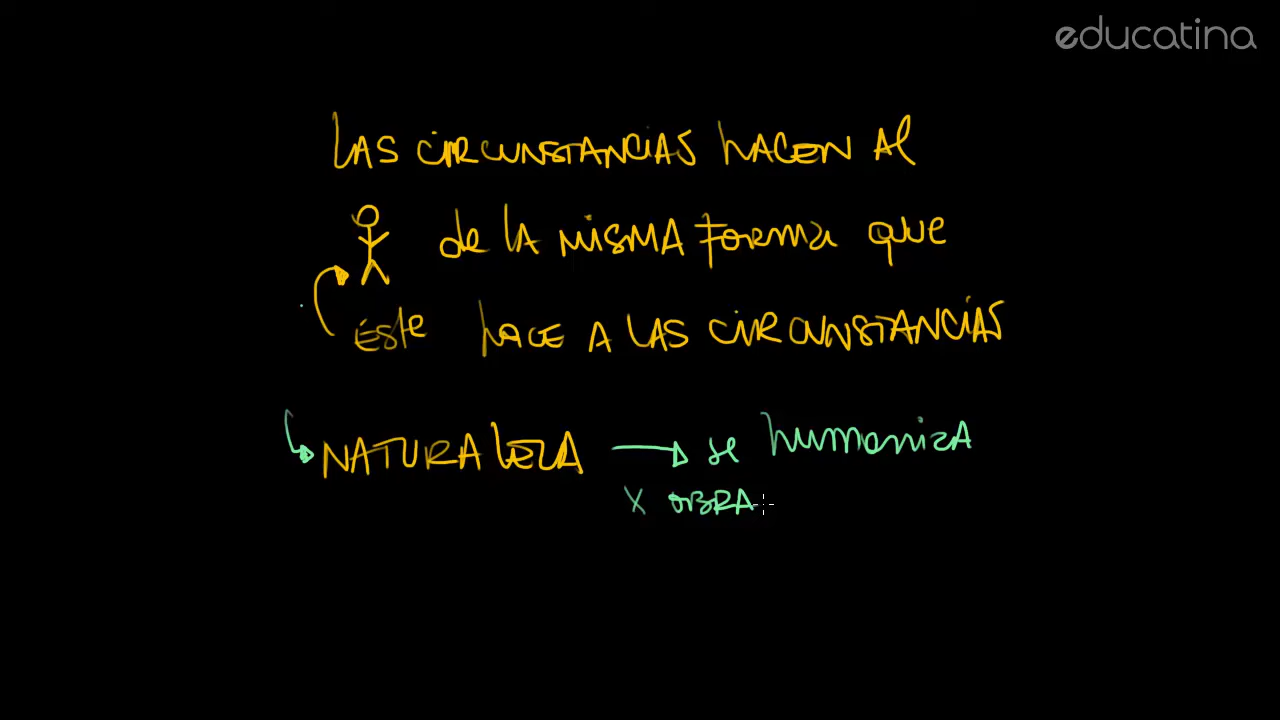 educatina
LAS CIRCUNSTANCIAS HACEN Al
de la MISMA forma que
éste hace A LAS CIRCUNSTANCIAS
NATURALEZA se humaniza
X OBRA